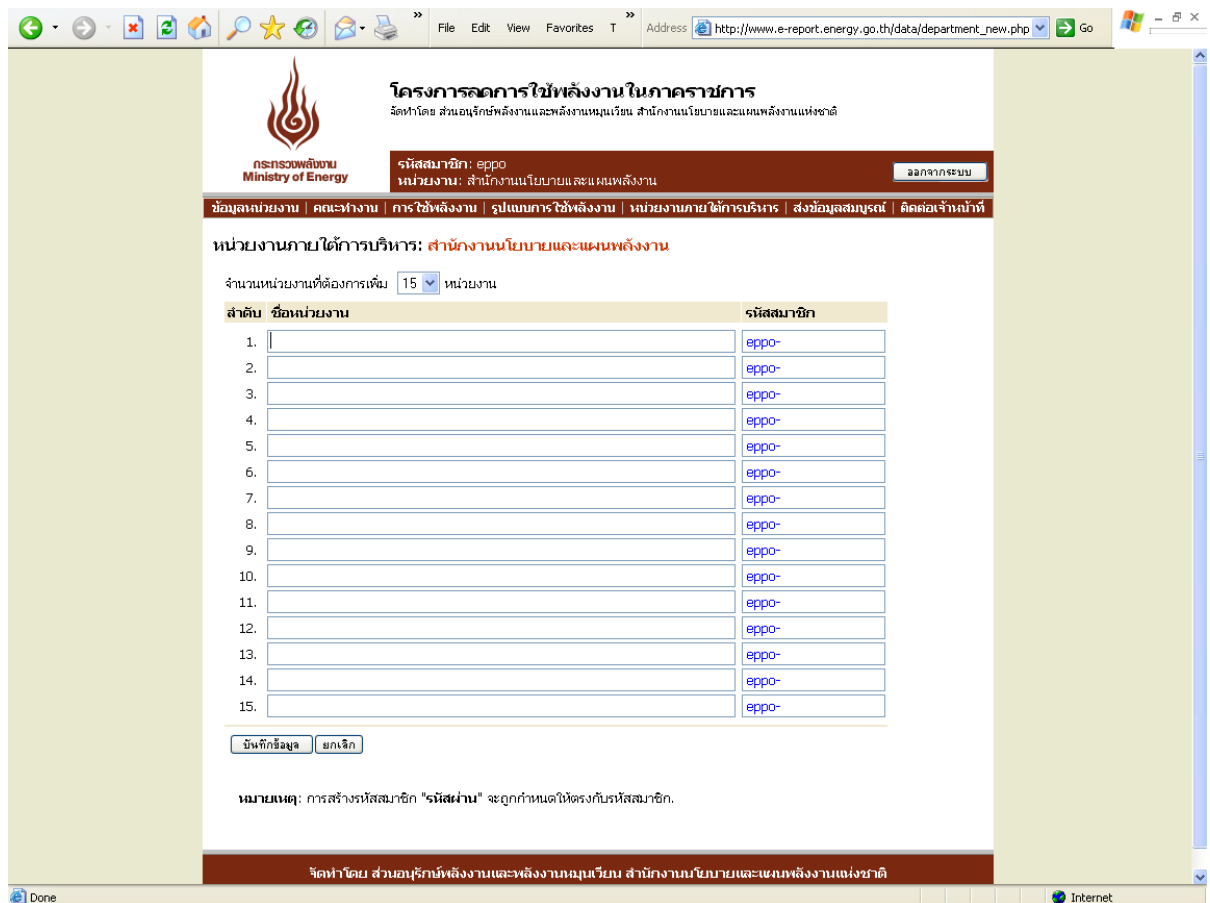 » File Edit View Favorites T » Address http://www.e-report.energy.go.th/data/department_new.php Go
โครงการลดการใช้พลังงานในภาคราชการ
จัดทำโดย ส่วนอนุรักษ์พลังงานและพลังงานหมุนเวียน สำนักงานนโยบายและแผนพลังงานแห่งชาติ
กระทรวงพลังงาน
Ministry of Energy
รหัสสมาชิก: eppo
หน่วยงาน: สำนักงานนโยบายและแผนพลังงาน
ออกจากระบบ
ข้อมูลหน่วยงาน | คณะทำงาน | การใช้พลังงาน | รูปแบบการใช้พลังงาน | หน่วยงานภายใต้การบริหาร | ส่งข้อมูลสมบูรณ์ | ติดต่อเจ้าหน้าที่
หน่วยงานภายใต้การบริหาร: สำนักงานนโยบายและแผนพลังงาน
จำนวนหน่วยงานที่ต้องการเพิ่ม 15 หน่วยงาน
ลำดับ ชื่อหน่วยงาน รหัสสมาชิก
1. eppo-
2. eppo-
3. eppo-
4. eppo-
5. eppo-
6. eppo-
7. eppo-
8. eppo-
9. eppo-
10. eppo-
11. eppo-
12. eppo-
13. eppo-
14. eppo-
15. eppo-
บันทึกข้อมูล ยกเลิก
หมายเหตุ: การสร้างรหัสสมาชิก "รหัสผ่าน" จะถูกกำหนดให้ตรงกับรหัสสมาชิก.
จัดทำโดย ส่วนอนุรักษ์พลังงานและพลังงานหมุนเวียน สำนักงานนโยบายและแผนพลังงานแห่งชาติ
Done Internet